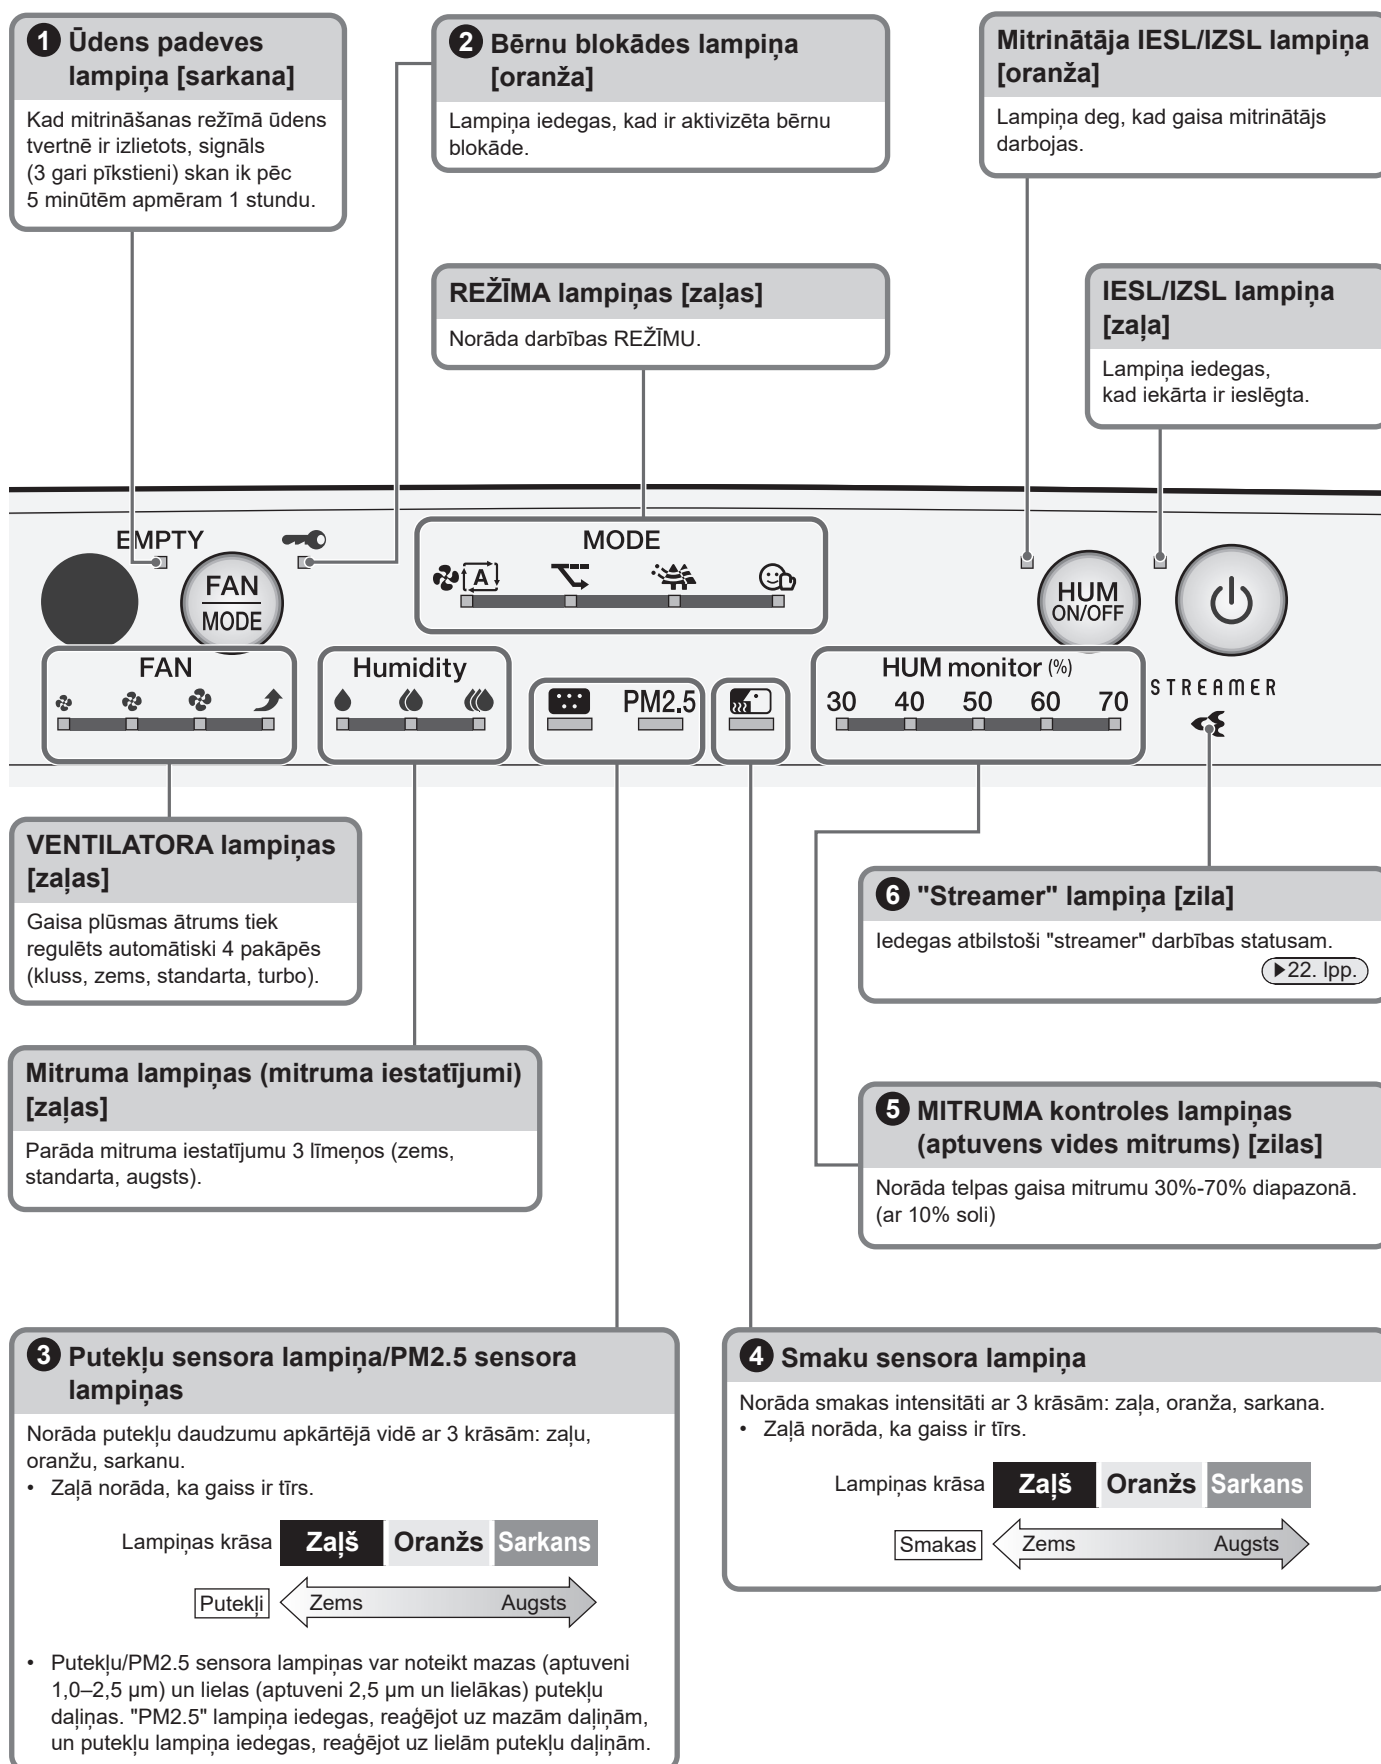 1 Ūdens padeves
lampiņa [sarkana]
Kad mitrināšanas režīmā ūdens
tvertnē ir izlietots, signāls
(3 gari pīkstieni) skan ik pēc
5 minūtēm apmēram 1 stundu.
2 Bērnu blokādes lampiņa
[oranža]
Lampiņa iedegas, kad ir aktivizēta bērnu
blokāde.
Mitrinātāja IESL/IZSL lampiņa
[oranža]
Lampiņa deg, kad gaisa mitrinātājs
darbojas.
REŽĪMA lampiņas [zaļas]
Norāda darbības REŽĪMU.
IESL/IZSL lampiņa
[zaļa]
Lampiņa iedegas,
kad iekārta ir ieslēgta.
EMPTY
FAN
MODE
MODE
A
HUM
ON/OFF
FAN
Humidity
PM2.5
HUM monitor (%)
30 40 50 60 70
STREAMER
VENTILATORA lampiņas
[zaļas]
Gaisa plūsmas ātrums tiek
regulēts automātiski 4 pakāpēs
(kluss, zems, standarta, turbo).
6 "Streamer" lampiņa [zila]
Iedegas atbilstoši "streamer" darbības statusam.
▶22. lpp.
Mitruma lampiņas (mitruma iestatījumi)
[zaļas]
Parāda mitruma iestatījumu 3 līmeņos (zems,
standarta, augsts).
5 MITRUMA kontroles lampiņas
(aptuvens vides mitrums) [zilas]
Norāda telpas gaisa mitrumu 30%-70% diapazonā.
(ar 10% soli)
3 Putekļu sensora lampiņa/PM2.5 sensora
lampiņas
Norāda putekļu daudzumu apkārtējā vidē ar 3 krāsām: zaļu,
oranžu, sarkanu.
• Zaļā norāda, ka gaiss ir tīrs.
Lampiņas krāsa Zaļš Oranžs Sarkans
Putekļi Zems Augsts
• Putekļu/PM2.5 sensora lampiņas var noteikt mazas (aptuveni
1,0–2,5 μm) un lielas (aptuveni 2,5 μm un lielākas) putekļu
daļiņas. "PM2.5" lampiņa iedegas, reaģējot uz mazām daļiņām,
un putekļu lampiņa iedegas, reaģējot uz lielām putekļu daļiņām.
4 Smaku sensora lampiņa
Norāda smakas intensitāti ar 3 krāsām: zaļa, oranža, sarkana.
• Zaļā norāda, ka gaiss ir tīrs.
Lampiņas krāsa Zaļš Oranžs Sarkans
Smakas Zems Augsts